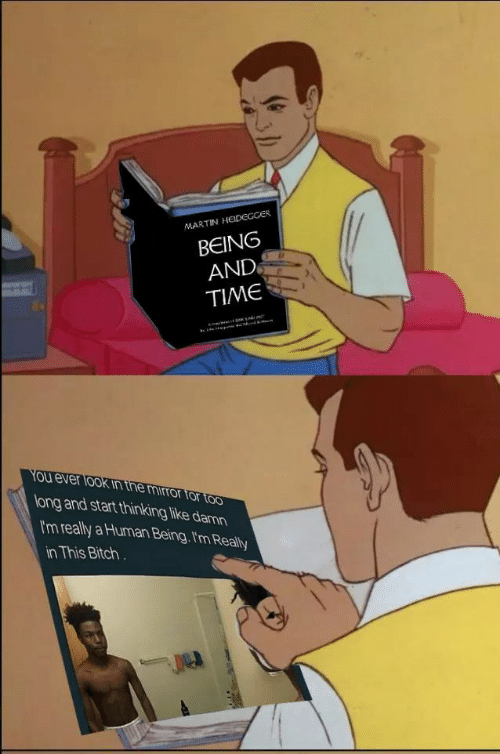 MARTIN HEIDEGGER
BEING
AND
TIME
You ever look in the mirror for too
long and start thinking like damn
I'm really a Human Being. I'm Really
in This Bitch.